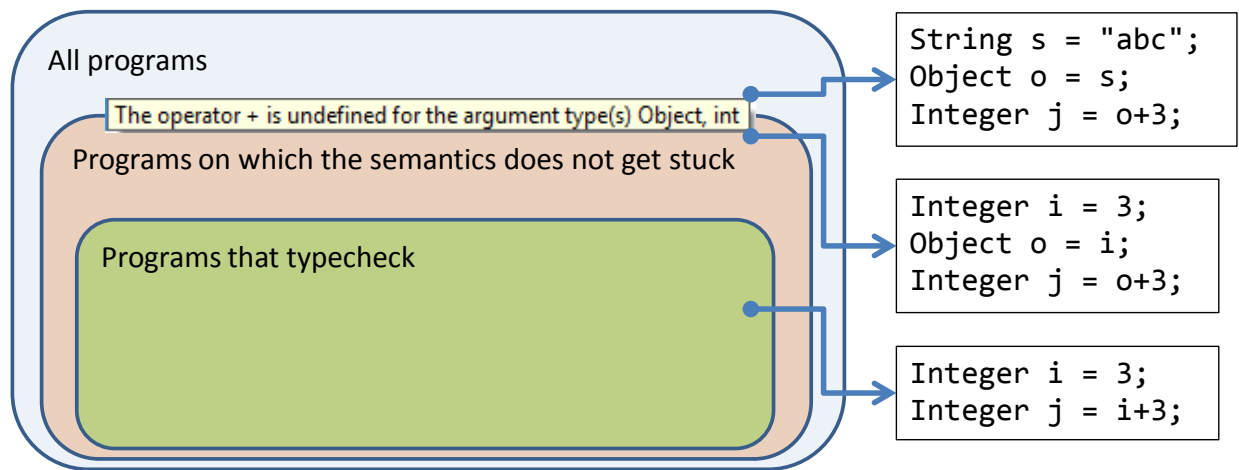 All programs
The operator + is undefined for the argument type(s) Object, int
Programs on which the semantics does not get stuck
Programs that typecheck
String s = "abc";
Object o = s;
Integer j = o+3;
Integer i = 3;
Object o = i;
Integer j = o+3;
Integer i = 3;
Integer j = i+3;